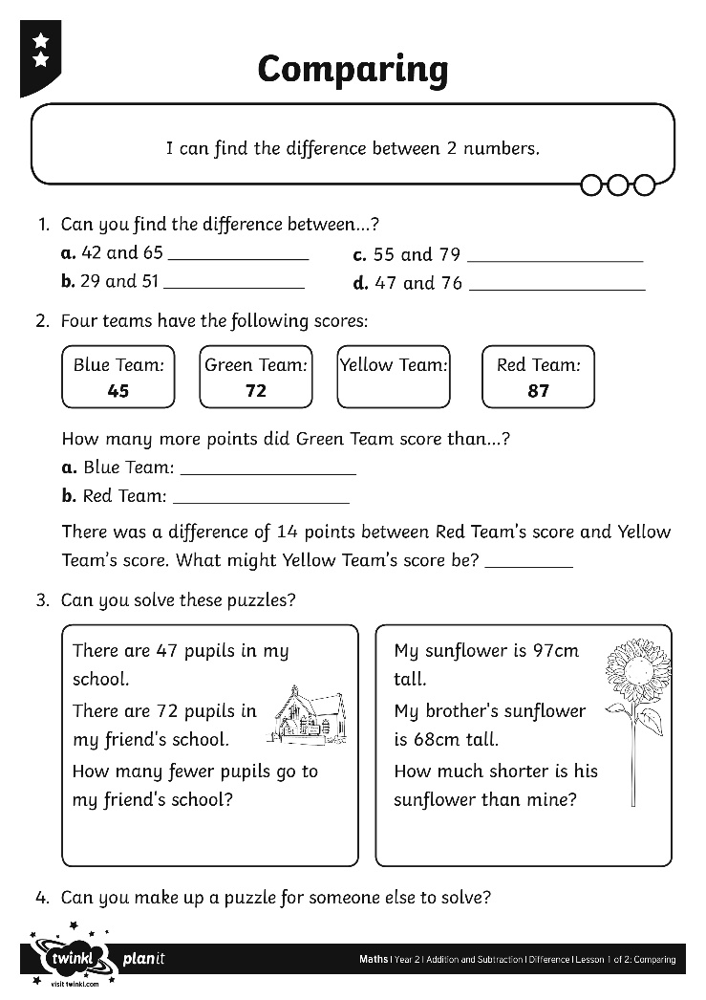 Comparing
I can find the difference between 2 numbers.
1. Can you find the difference between...?
a. 42 and 65 ______________
c. 55 and 79 __________________
b. 29 and 51 ______________
d. 47 and 76 __________________
2. Four teams have the following scores:
Blue Team:
45
Green Team:
72
Yellow Team:
Red Team:
87
How many more points did Green Team score than...?
a. Blue Team: __________________
b. Red Team: __________________
There was a difference of 14 points between Red Team's score and Yellow
Team's score. What might Yellow Team's score be? _________
3. Can you solve these puzzles?
There are 47 pupils in my
school.
There are 72 pupils in
my friend's school.
How many fewer pupils go to
my friend's school?
My sunflower is 97cm
tall.
My brother's sunflower
is 68cm tall.
How much shorter is his
sunflower than mine?
4. Can you make up a puzzle for someone else to solve?
twinkl
planit
visit twinkl.com
Maths | Year 2 | Addition and Subtraction | Difference | Lesson 1 of 2: Comparing